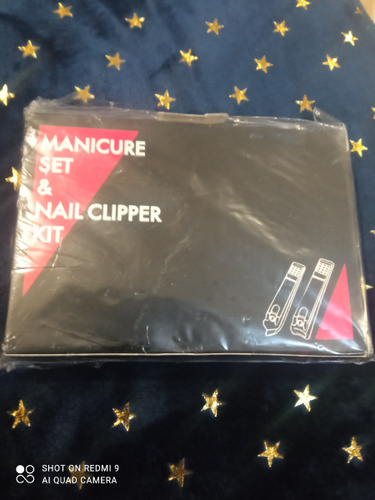 MANICURE
SET
&
NAIL CLIPPER
KIT
SHOT ON REDMI 9
AI QUAD CAMERA